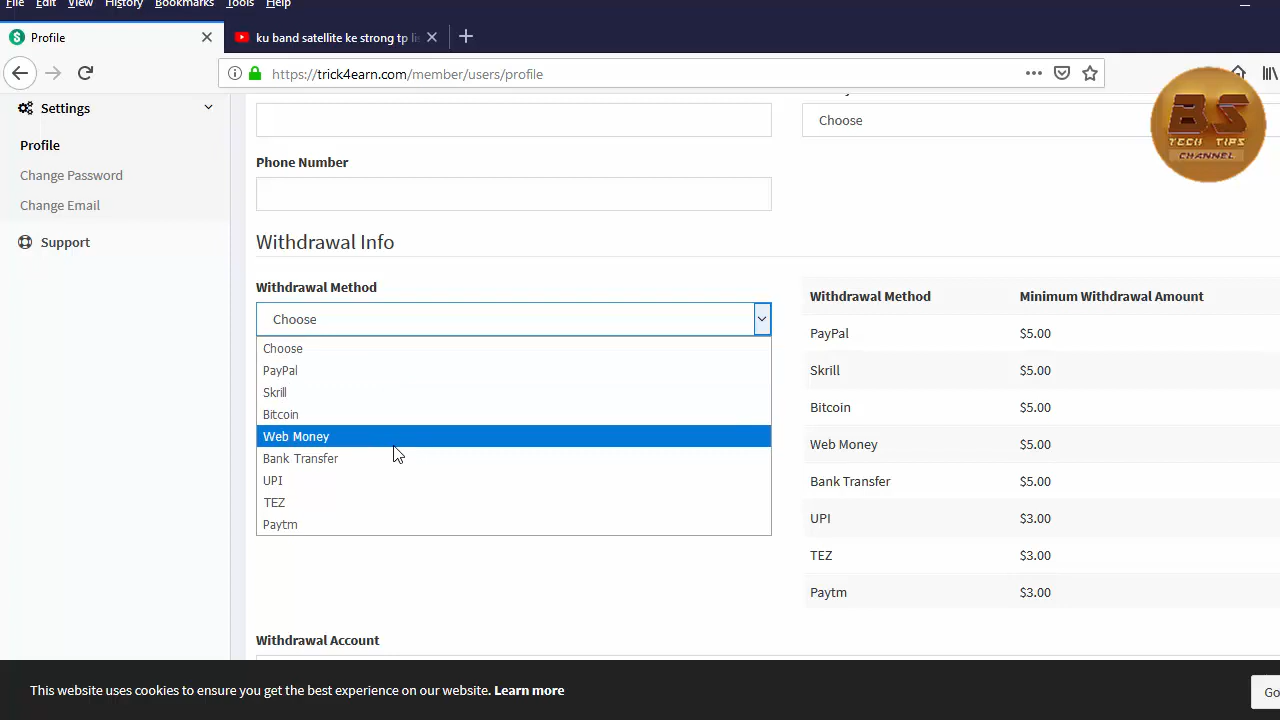 File Edit View History Bookmarks Tools Help
Profile
ku band satellite ke strong tp li
https://trick4earn.com/member/users/profile
BS
TECH TIPS
CHANNEL
Settings
Profile
Change Password
Change Email
Support
Choose
Phone Number
Withdrawal Info
Withdrawal Method
Choose
Choose
PayPal
Skrill
Bitcoin
Web Money
Bank Transfer
UPI
TEZ
Paytm
Withdrawal Method Minimum Withdrawal Amount
PayPal $5.00
Skrill $5.00
Bitcoin $5.00
Web Money $5.00
Bank Transfer $5.00
UPI $3.00
TEZ $3.00
Paytm $3.00
Withdrawal Account
This website uses cookies to ensure you get the best experience on our website. Learn more
Go